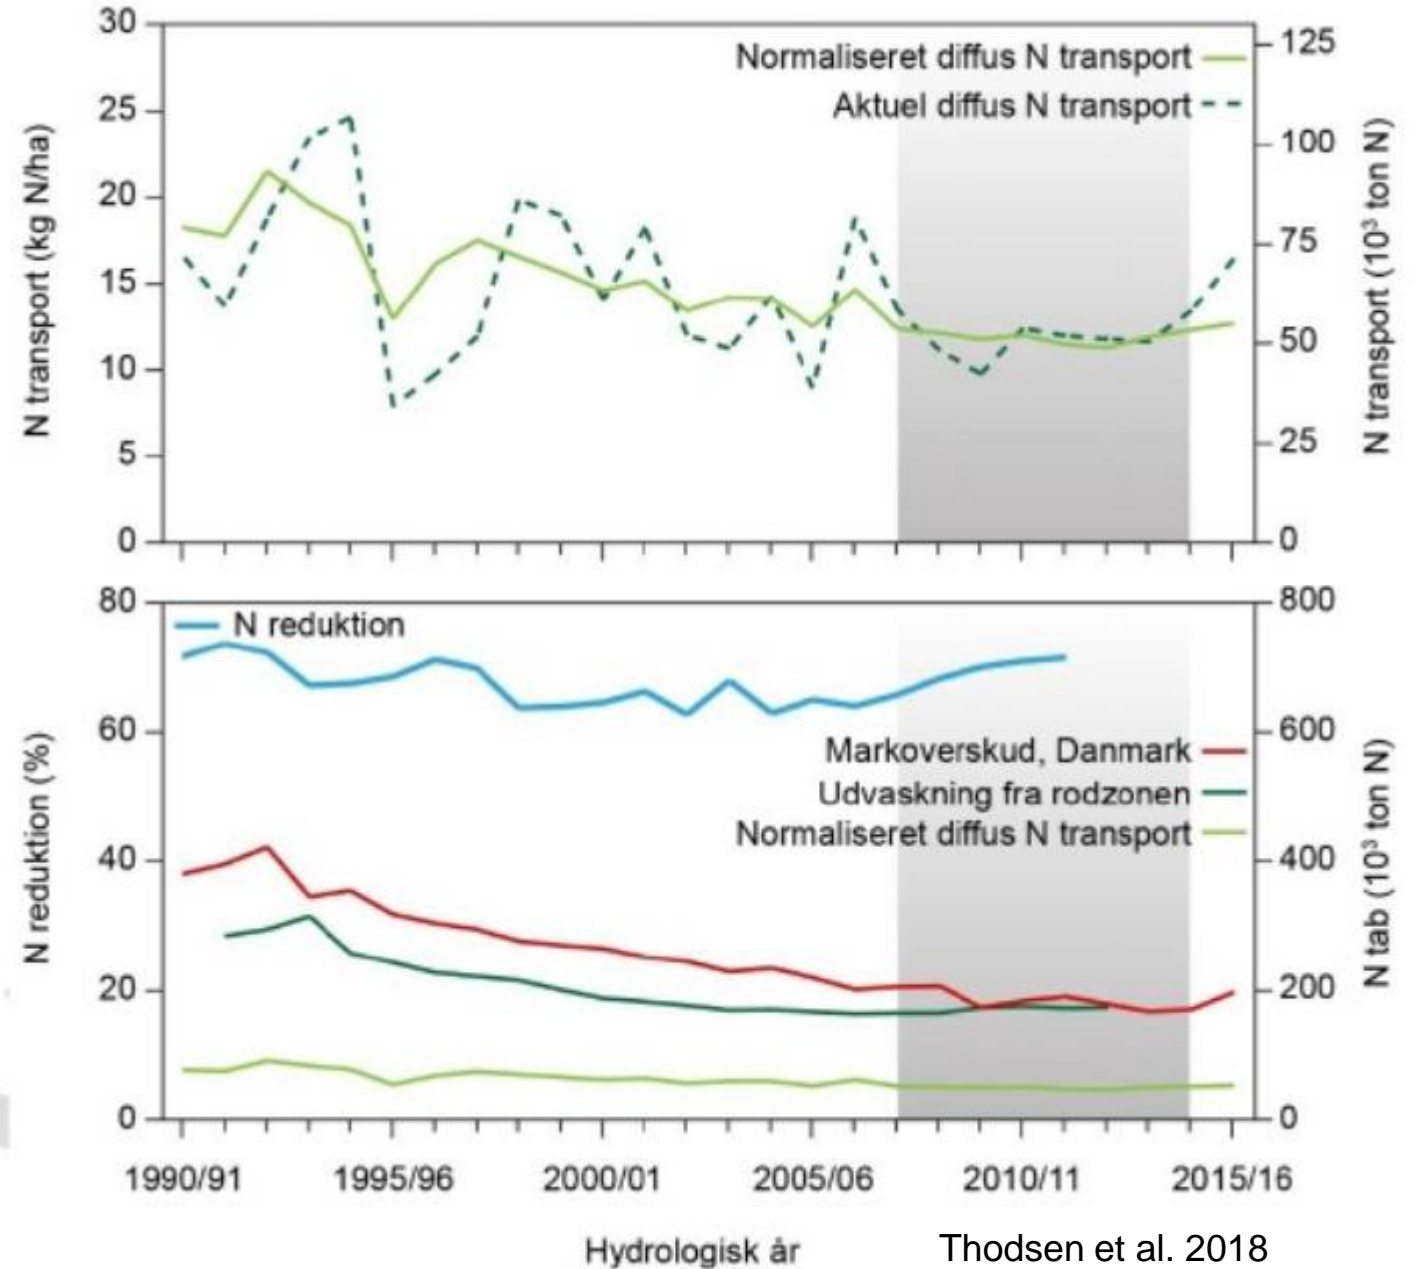 30
25
20
15
10
5
0
N transport (kg N/ha)
Normaliseret diffus N transport
Aktuel diffus N transport
125
100
75
50
25
0
N transport (10³ ton N)
80
60
40
20
0
N reduktion (%)
N reduktion
Markoverskud, Danmark
Udvaskning fra rodzonen
Normaliseret diffus N transport
800
600
400
200
0
N tab (10³ ton N)
1990/91 1995/96 2000/01 2005/06 2010/11 2015/16
Hydrologisk år
Thodsen et al. 2018